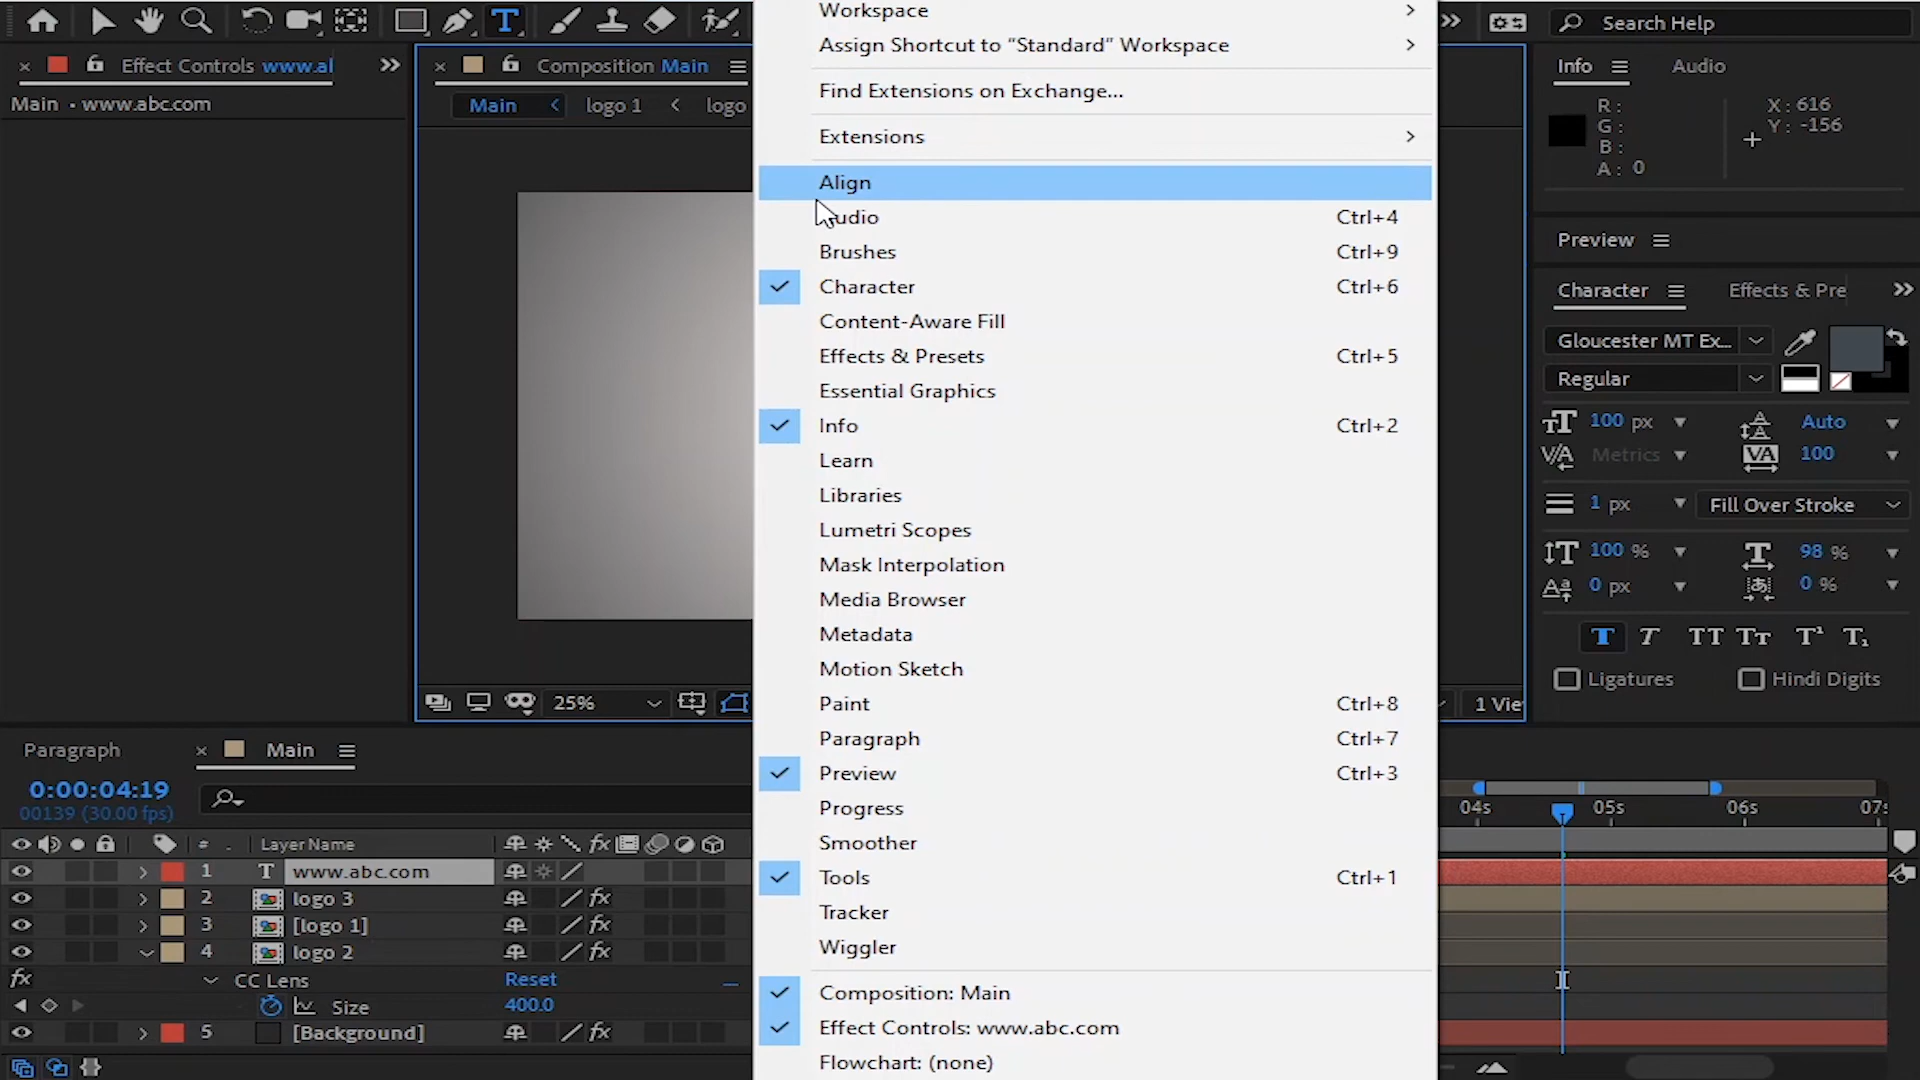 Search Help
Effect Controls www.al
Main • www.abc.com
Composition Main
Main
logo 1
logo
Workspace
Assign Shortcut to “Standard” Workspace
Find Extensions on Exchange...
Extensions
Align
Audio Ctrl+4
Brushes Ctrl+9
Character Ctrl+6
Content-Aware Fill
Effects & Presets Ctrl+5
Essential Graphics
Info Ctrl+2
Learn
Libraries
Lumetri Scopes
Mask Interpolation
Media Browser
Metadata
Motion Sketch
Paint Ctrl+8
Paragraph Ctrl+7
Preview Ctrl+3
Progress
Smoother
Tools Ctrl+1
Tracker
Wiggler
Composition: Main
Effect Controls: www.abc.com
Flowchart: (none)
Info Audio
R : X : 616
G : Y : -156
B :
A : 0
Preview
Character Effects & Pre
Gloucester MT Ex...
Regular
100 px Auto
Metrics 100
1 px Fill Over Stroke
100 % 98 %
0 px 0 %
T T TT Tт T¹ T₁
Ligatures Hindi Digits
25%
1 Vie
Paragraph Main
0:00:04:19
00139 (30.00 fps)
04s 05s 06s 07s
# . Layer Name
1 T www.abc.com
2 logo 3
3 [logo 1]
4 logo 2
fx CC Lens Reset
Size 400.0
5 [Background]